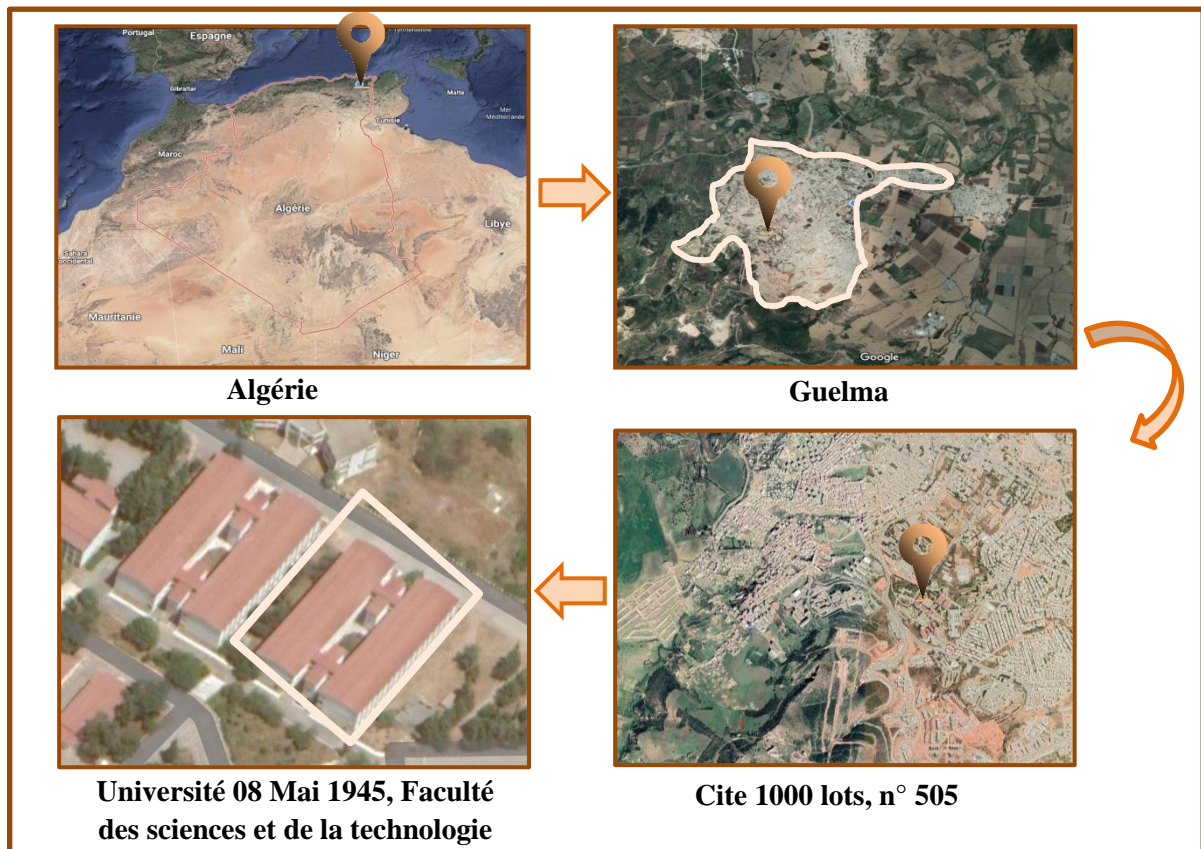 Portugal
Espagne
Tyrrhénienne
Gibraltar
Malte
Mer
Méditerranée
Tunisie
Maroc
Algérie
Libye
Sahara
occidental
Mauritanie
Mali
Niger
Algérie
Google
Guelma
Université 08 Mai 1945, Faculté
des sciences et de la technologie
Cite 1000 lots, n° 505